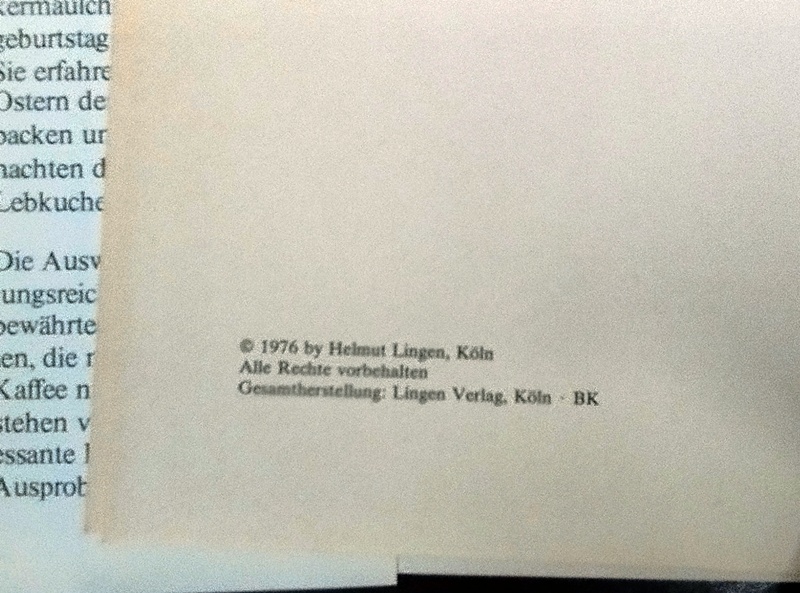 geburtstag
Sie erfahre
Ostern de
backen un
nachten d
Lebkuche
Die Ausw
ungsreic
bewährte
en, die r
Kaffee n
stehen v
essante
Ausprob
© 1976 by Helmut Lingen, Köln
Alle Rechte vorbehalten
Gesamtherstellung: Lingen Verlag, Köln · BK